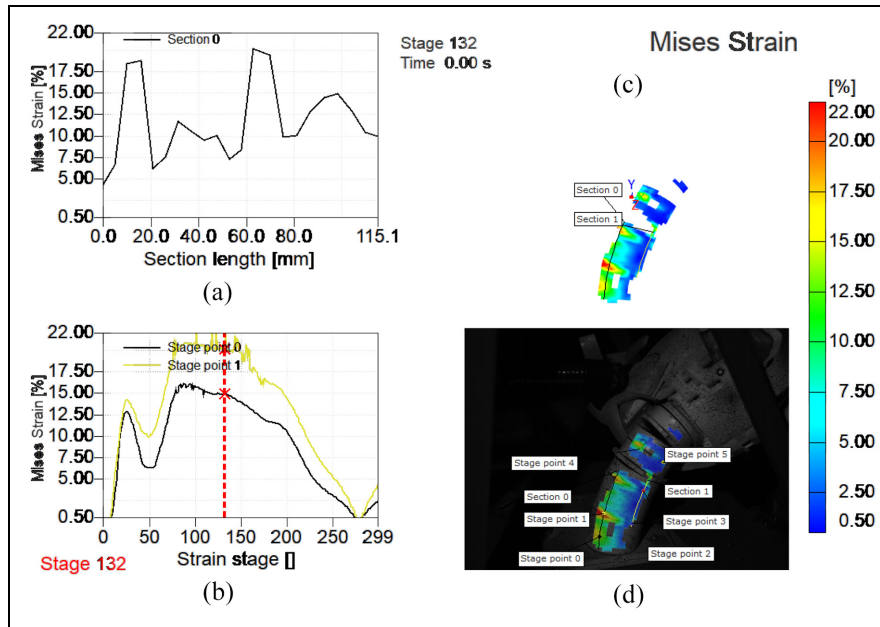 22.00
17.50
15.00
12.50
10.00
7.50
5.00
0.50
Mises Strain [%]
Section 0
0.0
20.0
40.0
60.0
80.0
115.1
Section length [mm]
(a)
Stage 132
Time 0.00 s
Mises Strain
(c)
[%]
22.00
20.00
17.50
15.00
12.50
10.00
7.50
5.00
2.50
0.50
Section 0
Section 1
Y
Z
22.00
17.50
15.00
12.50
10.00
7.50
5.00
0.50
Mises Strain [%]
Stage point 0
Stage point 1
0
50
100
150
200
250
299
Strain stage []
Stage 132
(b)
Stage point 4
Stage point 5
Section 0
Section 1
Stage point 1
Stage point 3
Stage point 0
Stage point 2
(d)